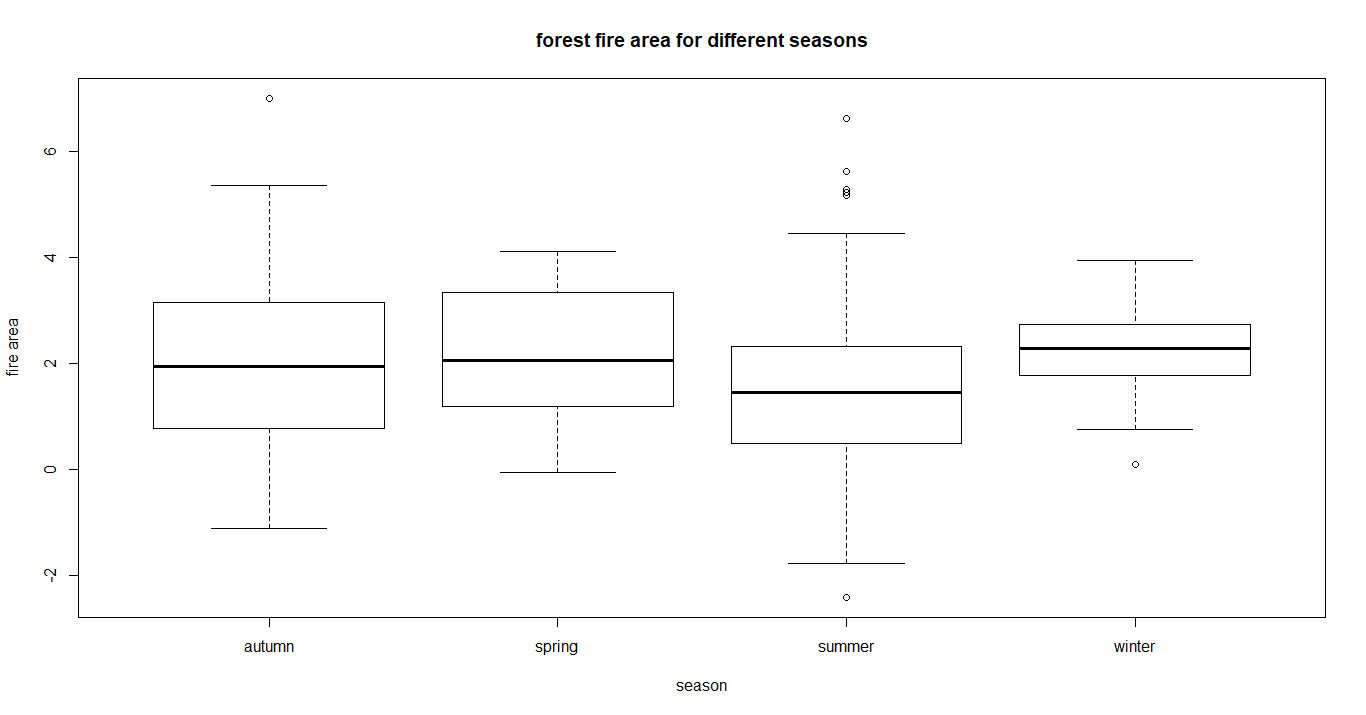 forest fire area for different seasons
fire area
6
4
2
0
-2
autumn spring summer winter
season